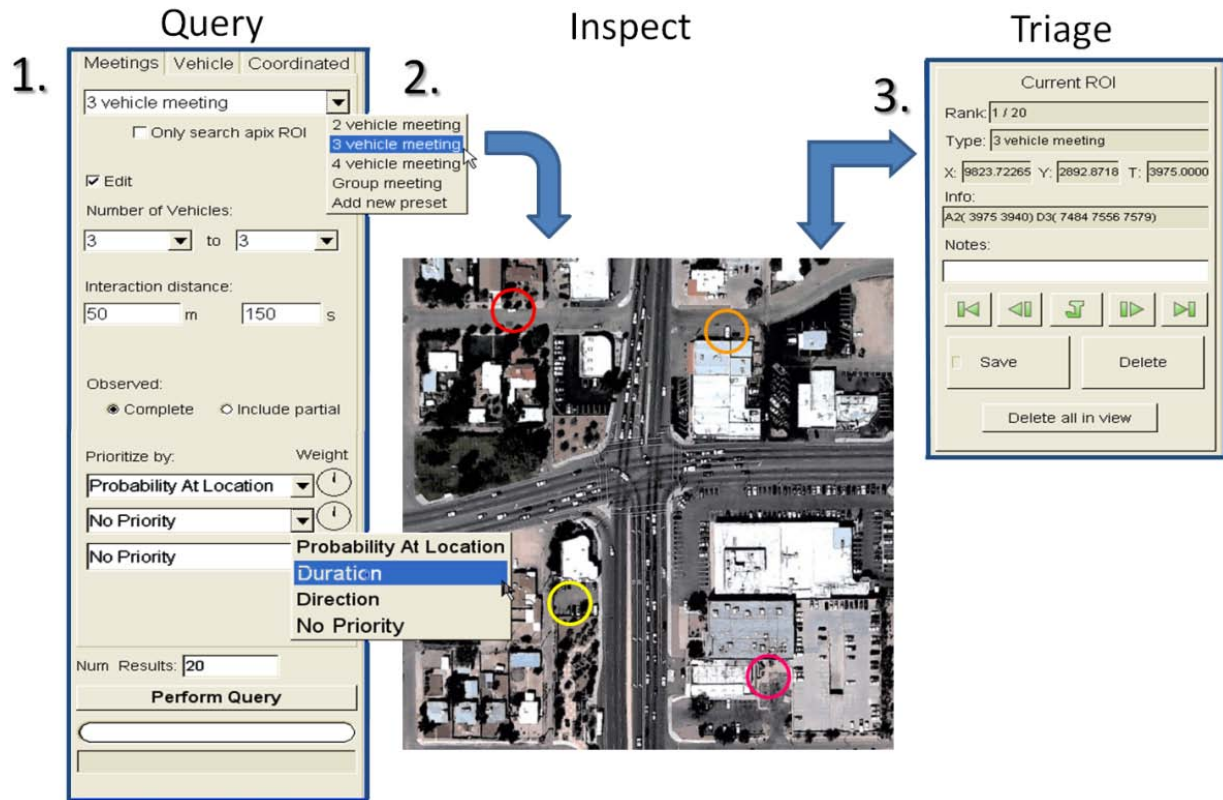 Query
Inspect
Triage
1.
Meetings Vehicle Coordinated
3 vehicle meeting
Only search apix ROI
Edit
Number of Vehicles:
3 to 3
Interaction distance:
50 m 150 s
Observed:
Complete Include partial
Prioritize by: Weight
Probability At Location
No Priority
No Priority
Num Results: 20
Perform Query
2 vehicle meeting
3 vehicle meeting
4 vehicle meeting
Group meeting
Add new preset
Probability At Location
Duration
Direction
No Priority
2.
3.
Current ROI
Rank: 1 / 20
Type: 3 vehicle meeting
X: 9823.72265 Y: 2892.8718 T: 3975.0000
Info:
A2( 3975 3940) D3( 7484 7556 7579)
Notes:
Save Delete
Delete all in view